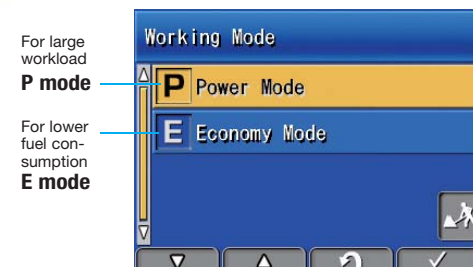 For large
workload
P mode
For lower
fuel con-
sumption
E mode
Working Mode
P Power Mode
E Economy Mode